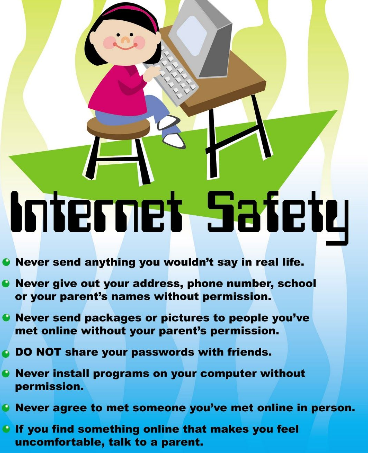 Internet Safety
Never send anything you wouldn't say in real life.
Never give out your address, phone number, school
or your parent's names without permission.
Never send packages or pictures to people you've
met online without your parent's permission.
DO NOT share your passwords with friends.
Never install programs on your computer without
permission.
Never agree to met someone you've met online in person.
If you find something online that makes you feel
uncomfortable, talk to a parent.